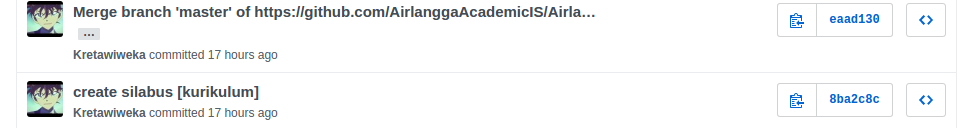 Merge branch 'master' of https://github.com/AirlanggaAcademicIS/Airla…
…
Kretawiweka committed 17 hours ago
eaad130
create silabus [kurikulum]
Kretawiweka committed 17 hours ago
8ba2c8c